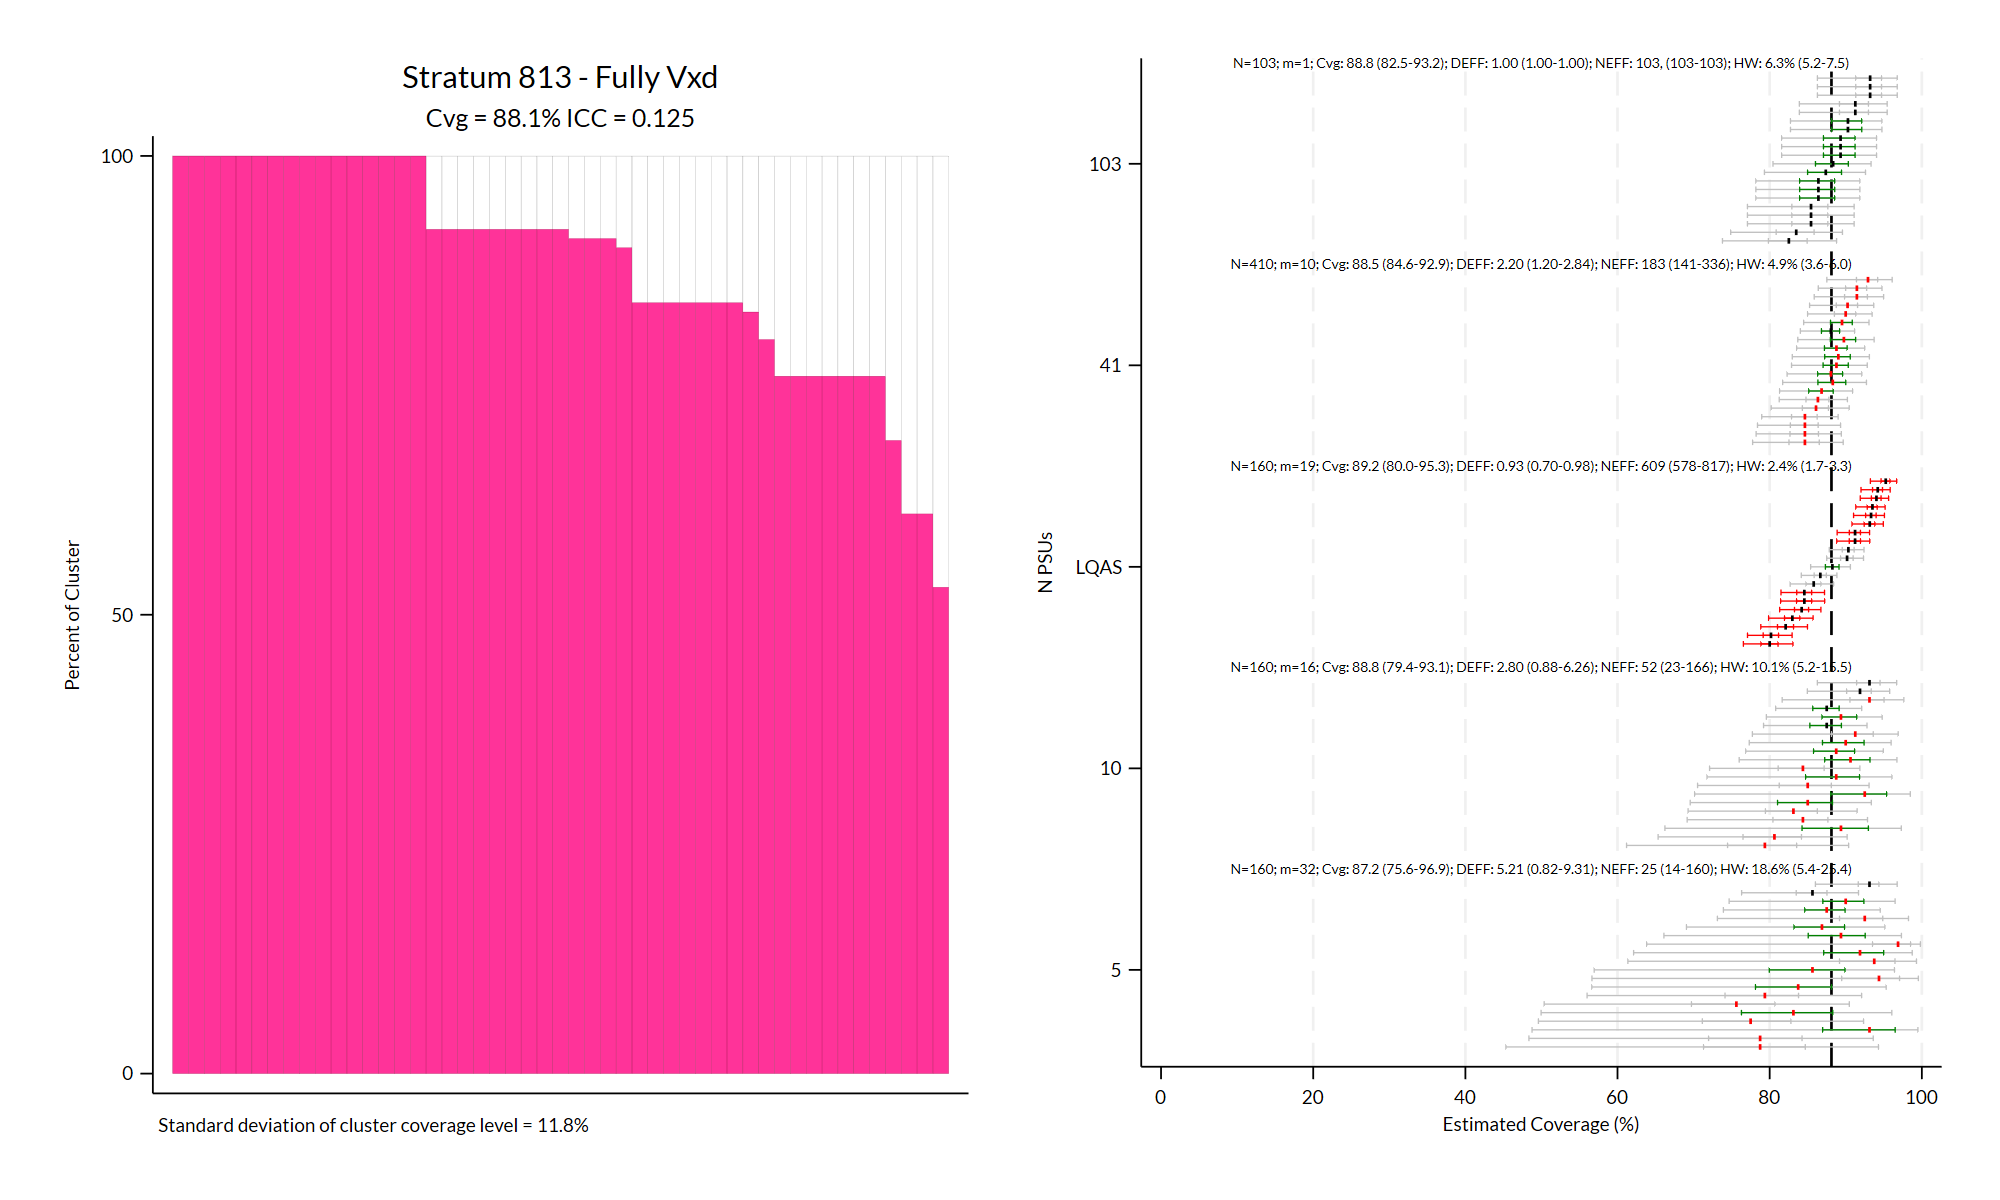 Stratum 813 - Fully Vxd
Cvg = 88.1% ICC = 0.125
100
50
0
Percent of Cluster
Standard deviation of cluster coverage level = 11.8%
N=103; m=1; Cvg: 88.8 (82.5-93.2); DEFF: 1.00 (1.00-1.00); NEFF: 103, (103-103); HW: 6.3% (5.2-7.5)
103
N=410; m=10; Cvg: 88.5 (84.6-92.9); DEFF: 2.20 (1.20-2.84); NEFF: 183 (141-336); HW: 4.9% (3.6-6.0)
41
N=160; m=19; Cvg: 89.2 (80.0-95.3); DEFF: 0.93 (0.70-0.98); NEFF: 609 (578-817); HW: 2.4% (1.7-3.3)
LQAS
N PSUs
N=160; m=16; Cvg: 88.8 (79.4-93.1); DEFF: 2.80 (0.88-6.26); NEFF: 52 (23-166); HW: 10.1% (5.2-15.5)
10
N=160; m=32; Cvg: 87.2 (75.6-96.9); DEFF: 5.21 (0.82-9.31); NEFF: 25 (14-160); HW: 18.6% (5.4-25.4)
5
0 20 40 60 80 100
Estimated Coverage (%)